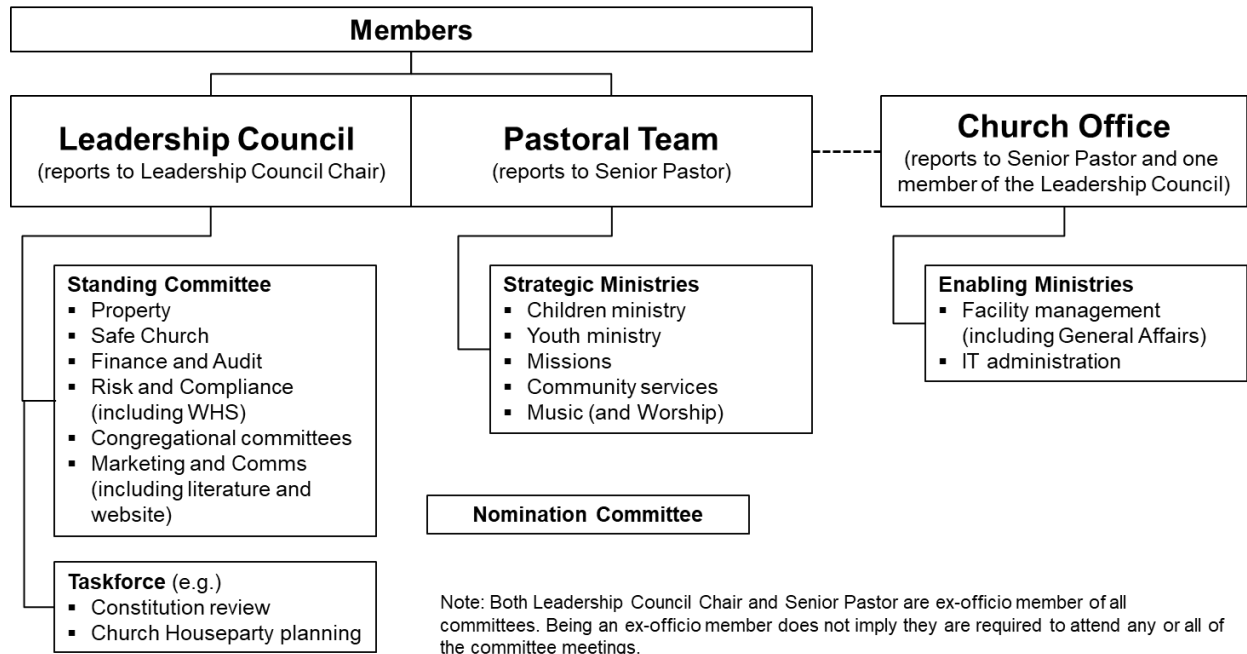 Members
Leadership Council
(reports to Leadership Council Chair)
Pastoral Team
(reports to Senior Pastor)
Church Office
(reports to Senior Pastor and one
member of the Leadership Council)
Standing Committee
▪ Property
▪ Safe Church
▪ Finance and Audit
▪ Risk and Compliance
(including WHS)
▪ Congregational committees
▪ Marketing and Comms
(including literature and
website)
Strategic Ministries
▪ Children ministry
▪ Youth ministry
▪ Missions
▪ Community services
▪ Music (and Worship)
Enabling Ministries
▪ Facility management
(including General Affairs)
▪ IT administration
Nomination Committee
Taskforce (e.g.)
▪ Constitution review
▪ Church Houseparty planning
Note: Both Leadership Council Chair and Senior Pastor are ex-officio member of all
committees. Being an ex-officio member does not imply they are required to attend any or all of
the committee meetings.